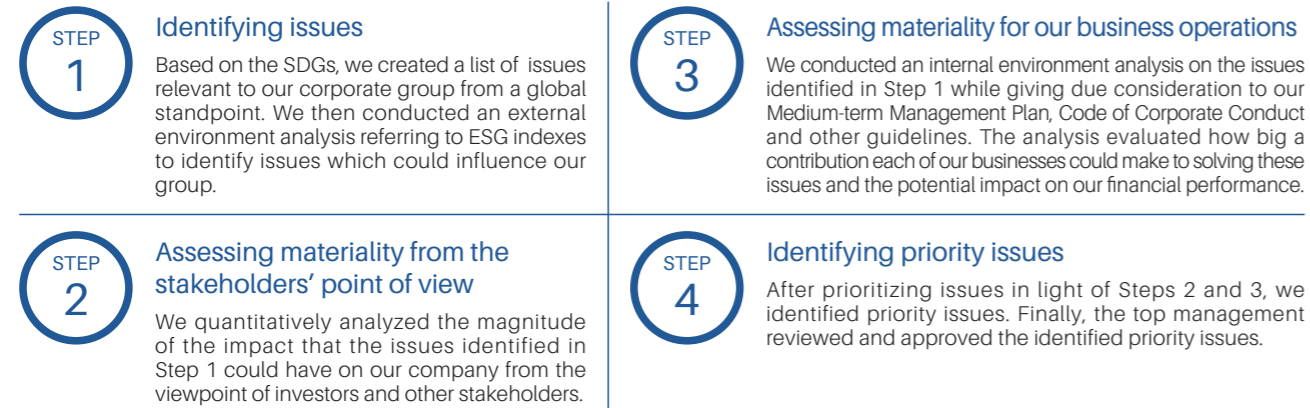 STEP
1
Identifying issues
Based on the SDGs, we created a list of issues
relevant to our corporate group from a global
standpoint. We then conducted an external
environment analysis referring to ESG indexes
to identify issues which could influence our
group.
STEP
2
Assessing materiality from the
stakeholders’ point of view
We quantitatively analyzed the magnitude
of the impact that the issues identified in
Step 1 could have on our company from the
viewpoint of investors and other stakeholders.
STEP
3
Assessing materiality for our business operations
We conducted an internal environment analysis on the issues
identified in Step 1 while giving due consideration to our
Medium-term Management Plan, Code of Corporate Conduct
and other guidelines. The analysis evaluated how big a
contribution each of our businesses could make to solving these
issues and the potential impact on our financial performance.
STEP
4
Identifying priority issues
After prioritizing issues in light of Steps 2 and 3, we
identified priority issues. Finally, the top management
reviewed and approved the identified priority issues.